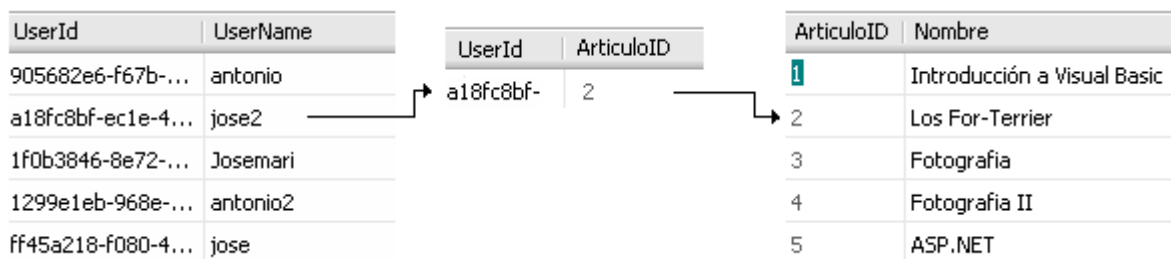 UserId UserName
905682e6-f67b-... antonio
a18fc8bf-ec1e-4... jose2
1f0b3846-8e72-... Josemari
1299e1eb-968e-... antonio2
ff45a218-f080-4... jose
UserId ArticuloID
a18fc8bf- 2
ArticuloID Nombre
1 Introducción a Visual Basic
2 Los For-Terrier
3 Fotografia
4 Fotografia II
5 ASP.NET